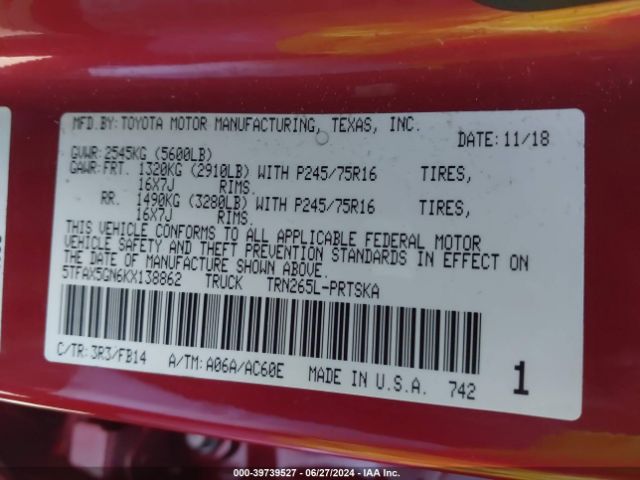 MFD.BY:TOYOTA MOTOR MANUFACTURING, TEXAS, INC.
DATE:11/18
GVWR:2545KG (5600LB)
GAWR:FRT. 1320KG (2910LB) WITH P245/75R16 TIRES,
16X7J RIMS.
RR. 1490KG (3280LB) WITH P245/75R16 TIRES,
16X7J RIMS.
THIS VEHICLE CONFORMS TO ALL APPLICABLE FEDERAL MOTOR
VEHICLE SAFETY AND THEFT PREVENTION STANDARDS IN EFFECT ON
THE DATE OF MANUFACTURE SHOWN ABOVE.
5TFAX5GN6KX138862 TRUCK TRN265L-PRTSKA
C/TR:3R3/FB14 A/TM:A06A/AC60E MADE IN U.S.A. 742 1
000-39739527 - 06/27/2024 - IAA Inc.